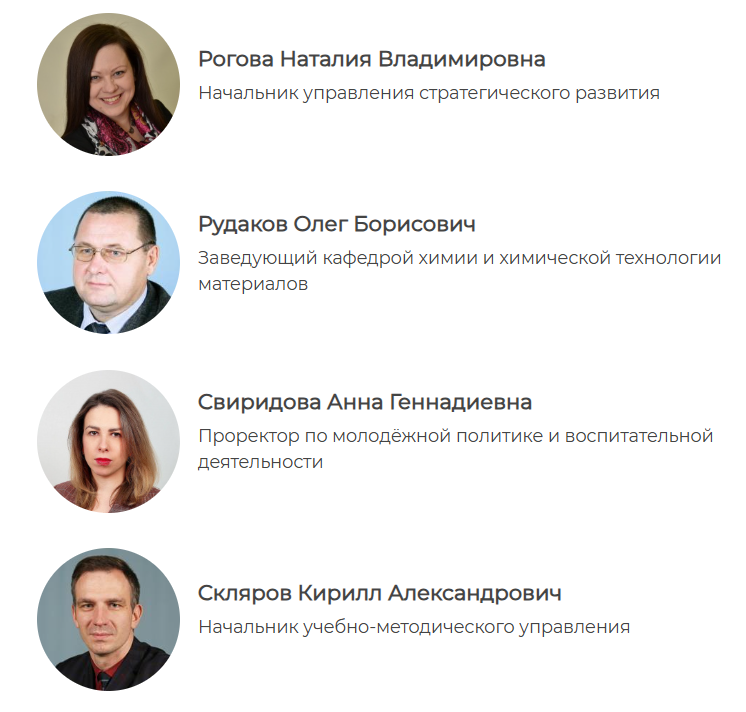 Рогова Наталия Владимировна
Начальник управления стратегического развития
Рудаков Олег Борисович
Заведующий кафедрой химии и химической технологии
материалов
Свиридова Анна Геннадиевна
Проректор по молодёжной политике и воспитательной
деятельности
Скляров Кирилл Александрович
Начальник учебно-методического управления